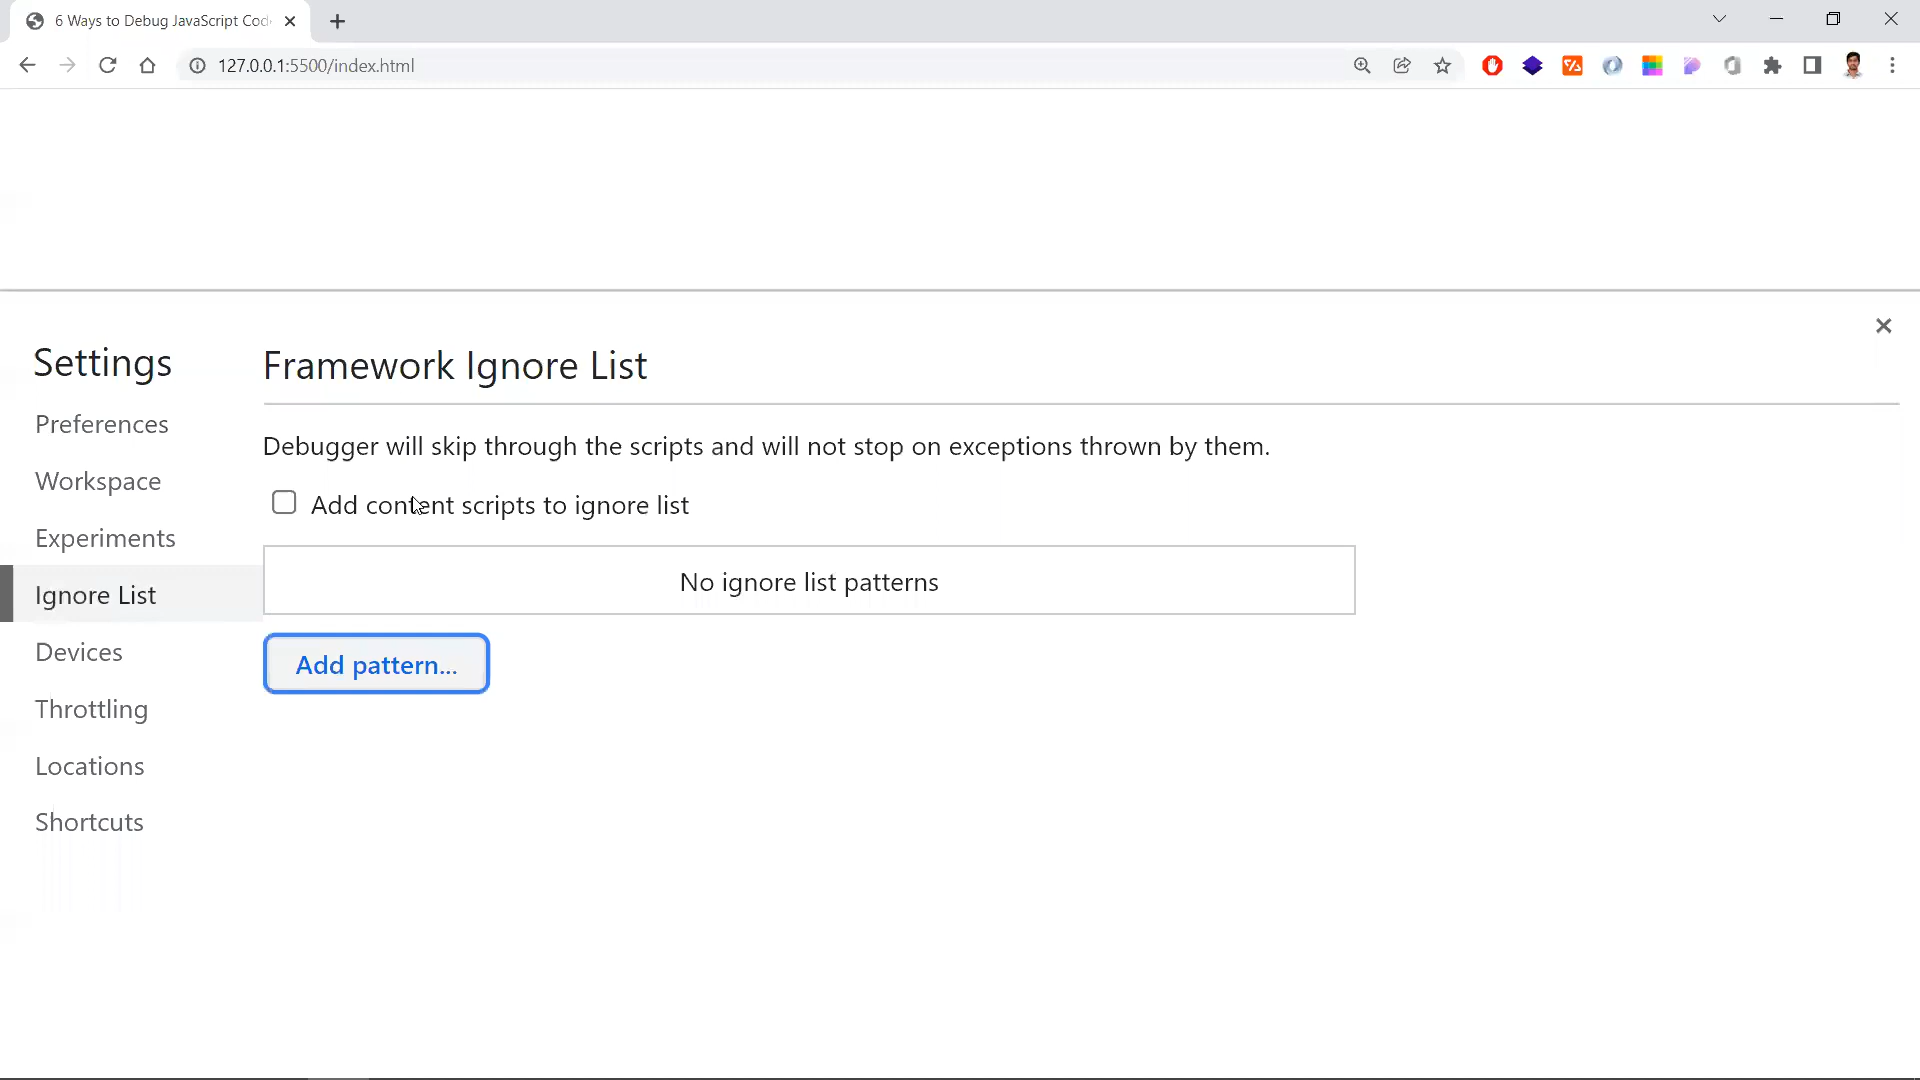 6 Ways to Debug JavaScript Cod
127.0.0.1:5500/index.html
Settings
Preferences
Workspace
Experiments
Ignore List
Devices
Throttling
Locations
Shortcuts
Framework Ignore List
Debugger will skip through the scripts and will not stop on exceptions thrown by them.
Add content scripts to ignore list
No ignore list patterns
Add pattern...